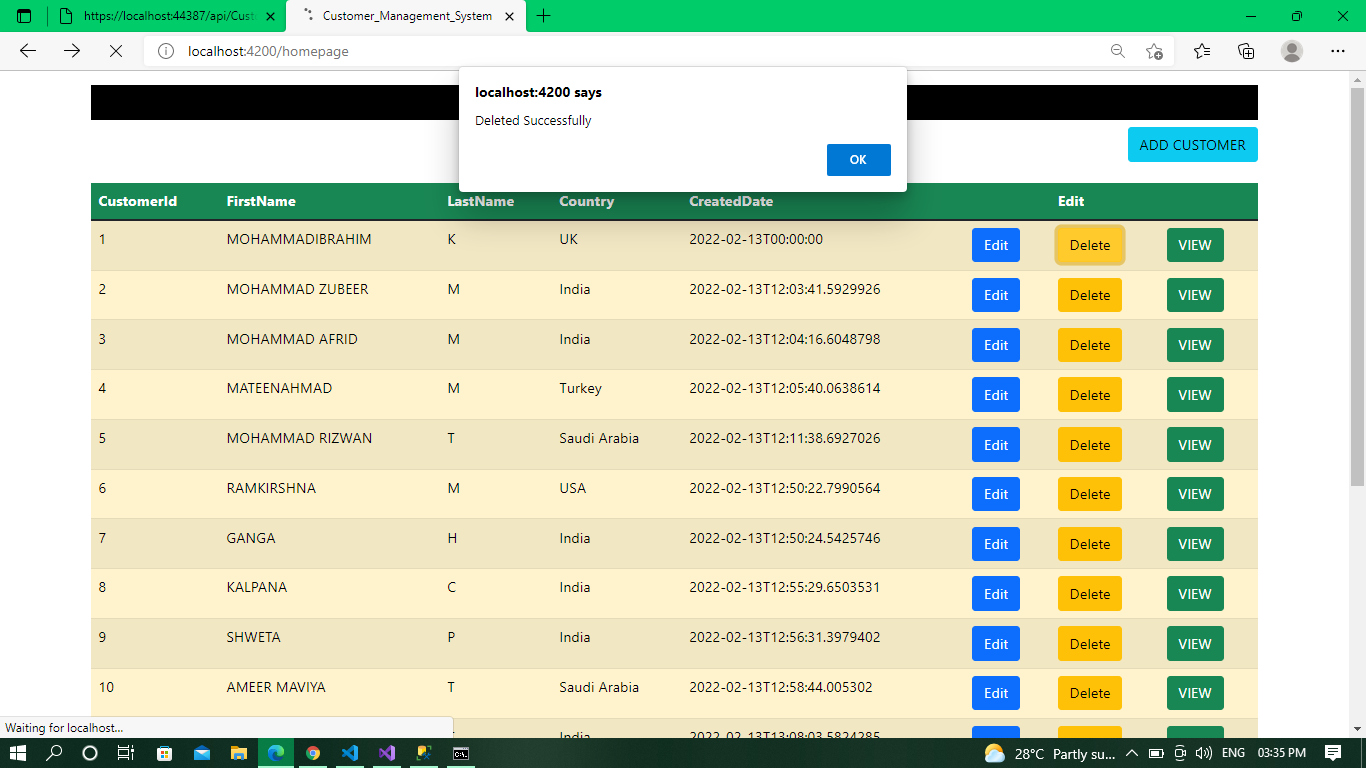 https://localhost:44387/api/Cust
Customer_Management_System
localhost:4200/homepage
localhost:4200 says
Deleted Successfully
OK
ADD CUSTOMER
CustomerId FirstName LastName Country CreatedDate Edit
1 MOHAMMADIBRAHIM K UK 2022-02-13T00:00:00 Edit Delete VIEW
2 MOHAMMAD ZUBEER M India 2022-02-13T12:03:41.5929926 Edit Delete VIEW
3 MOHAMMAD AFRID M India 2022-02-13T12:04:16.6048798 Edit Delete VIEW
4 MATEENAHMAD M Turkey 2022-02-13T12:05:40.0638614 Edit Delete VIEW
5 MOHAMMAD RIZWAN T Saudi Arabia 2022-02-13T12:11:38.6927026 Edit Delete VIEW
6 RAMKIRSHNA M USA 2022-02-13T12:50:22.7990564 Edit Delete VIEW
7 GANGA H India 2022-02-13T12:50:24.5425746 Edit Delete VIEW
8 KALPANA C India 2022-02-13T12:55:29.6503531 Edit Delete VIEW
9 SHWETA P India 2022-02-13T12:56:31.3979402 Edit Delete VIEW
10 AMEER MAVIYA T Saudi Arabia 2022-02-13T12:58:44.005302 Edit Delete VIEW
India 2022-02-13T13:08:03.5824285
Waiting for localhost...
28°C Partly su... ENG 03:35 PM